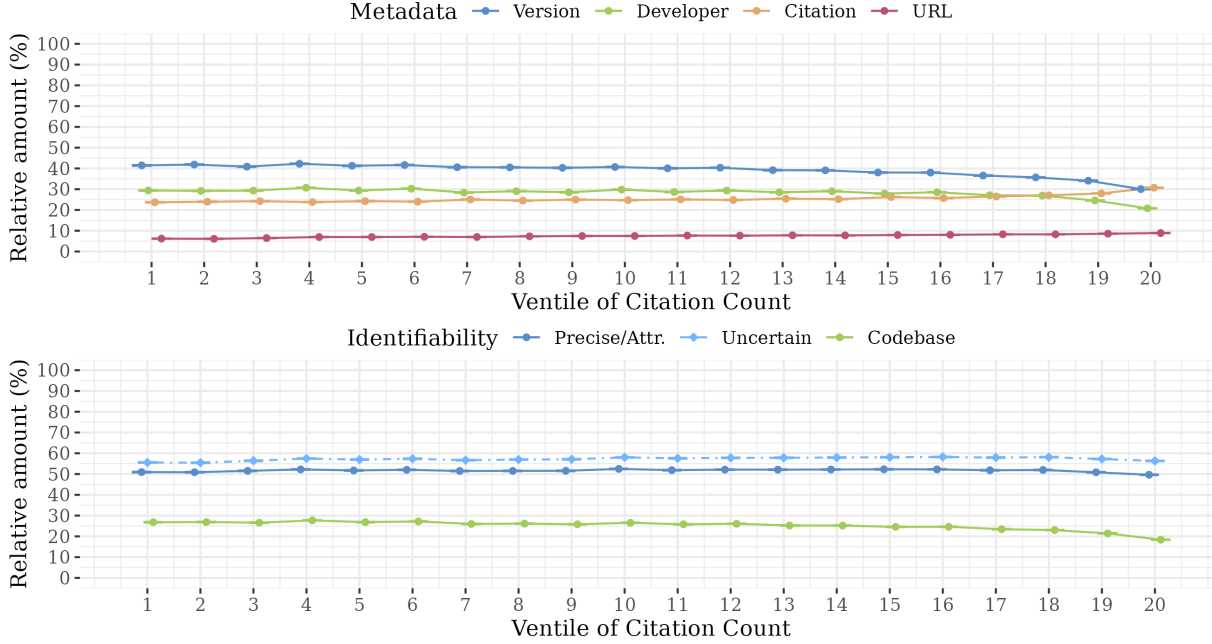 Metadata Version Developer Citation URL
Relative amount (%)
100
90
80
70
60
50
40
30
20
10
0
1 2 3 4 5 6 7 8 9 10 11 12 13 14 15 16 17 18 19 20
Ventile of Citation Count
Identifiability Precise/Attr. Uncertain Codebase
Relative amount (%)
100
90
80
70
60
50
40
30
20
10
0
1 2 3 4 5 6 7 8 9 10 11 12 13 14 15 16 17 18 19 20
Ventile of Citation Count